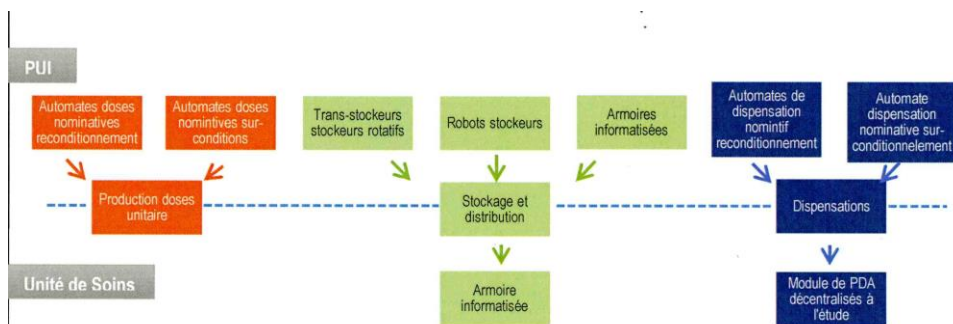 PUI
Automates doses
nominatives
reconditionnement
Automates doses
nomintives sur-
conditions
Trans-stockeurs
stockeurs rotatifs
Robots stockeurs
Armoires
informatisées
Automates de
dispensation
nomintif
reconditionnement
Automate
dispensation
nominative sur-
conditionnelement
Production doses
unitaire
Stockage et
distribution
Dispensations
Unité de Soins
Armoire
informatisée
Module de PDA
décentralisés à
l'étude